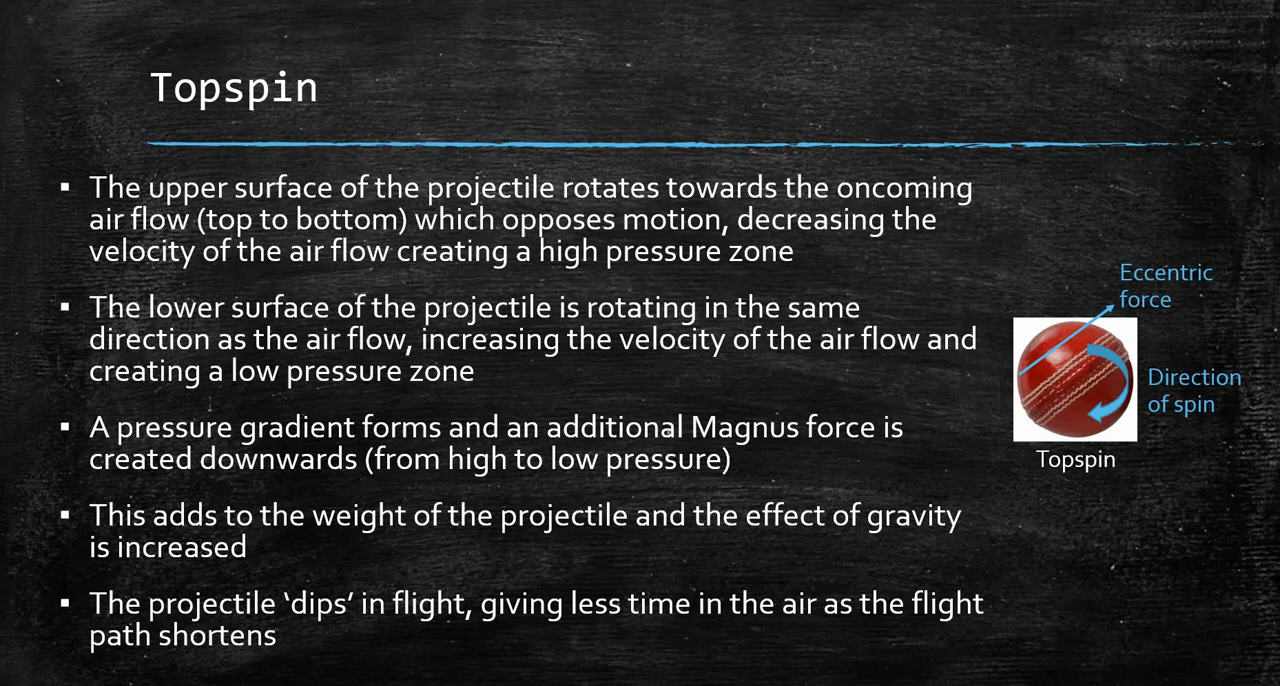 Topspin
▪ The upper surface of the projectile rotates towards the oncoming
air flow (top to bottom) which opposes motion, decreasing the
velocity of the air flow creating a high pressure zone
▪ The lower surface of the projectile is rotating in the same
direction as the air flow, increasing the velocity of the air flow and
creating a low pressure zone
▪ A pressure gradient forms and an additional Magnus force is
created downwards (from high to low pressure)
▪ This adds to the weight of the projectile and the effect of gravity
is increased
▪ The projectile ‘dips’ in flight, giving less time in the air as the flight
path shortens
Eccentric
force
Direction
of spin
Topspin